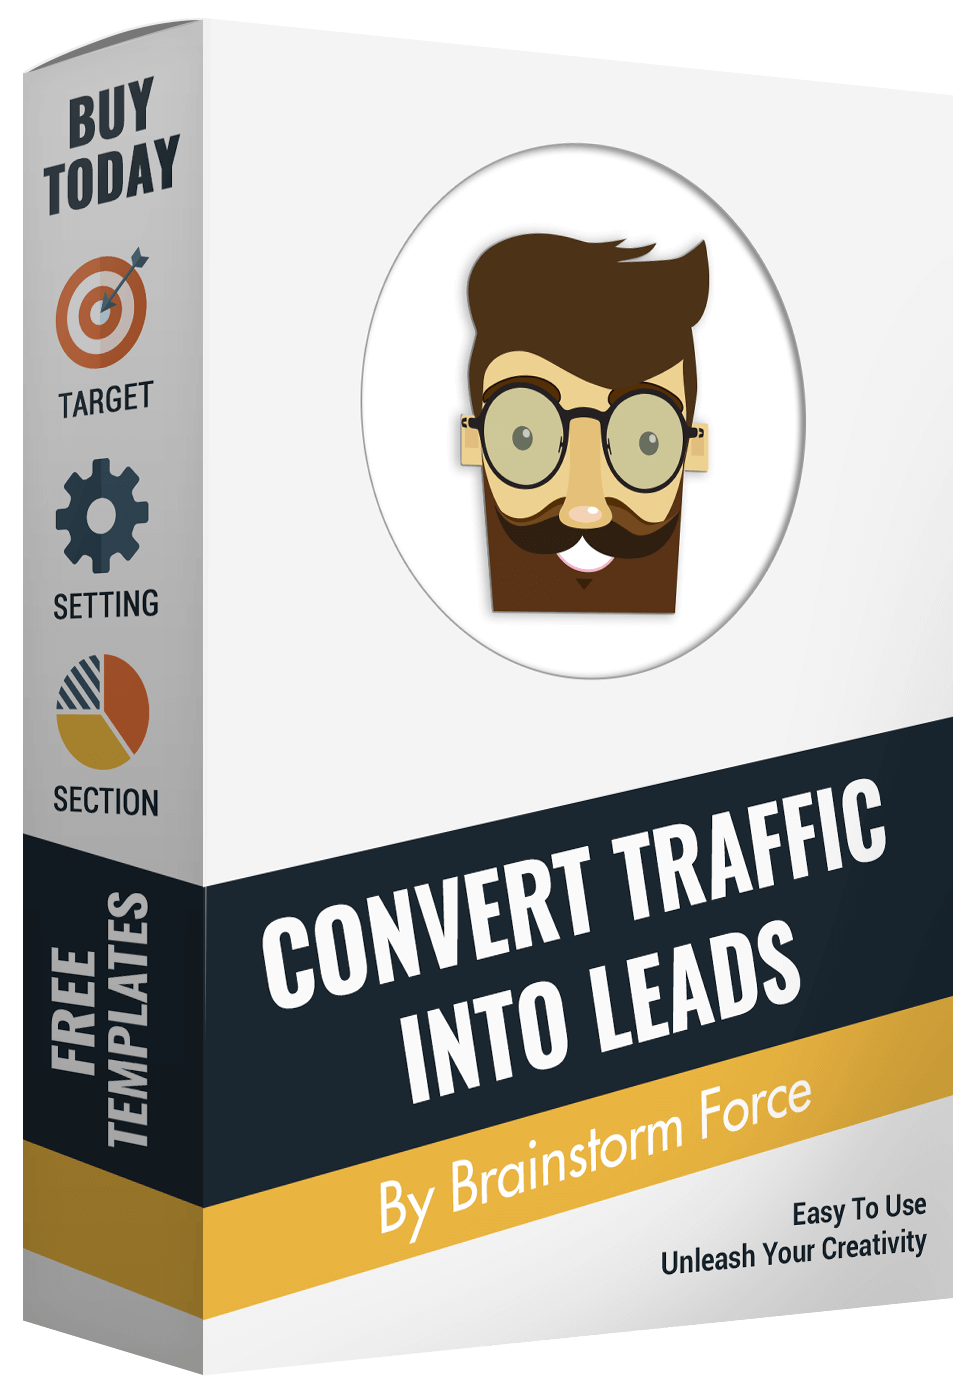 BUY
TODAY
TARGET
SETTING
SECTION
FREE
TEMPLATES
CONVERT TRAFFIC
INTO LEADS
By Brainstorm Force
Easy To Use
Unleash Your Creativity